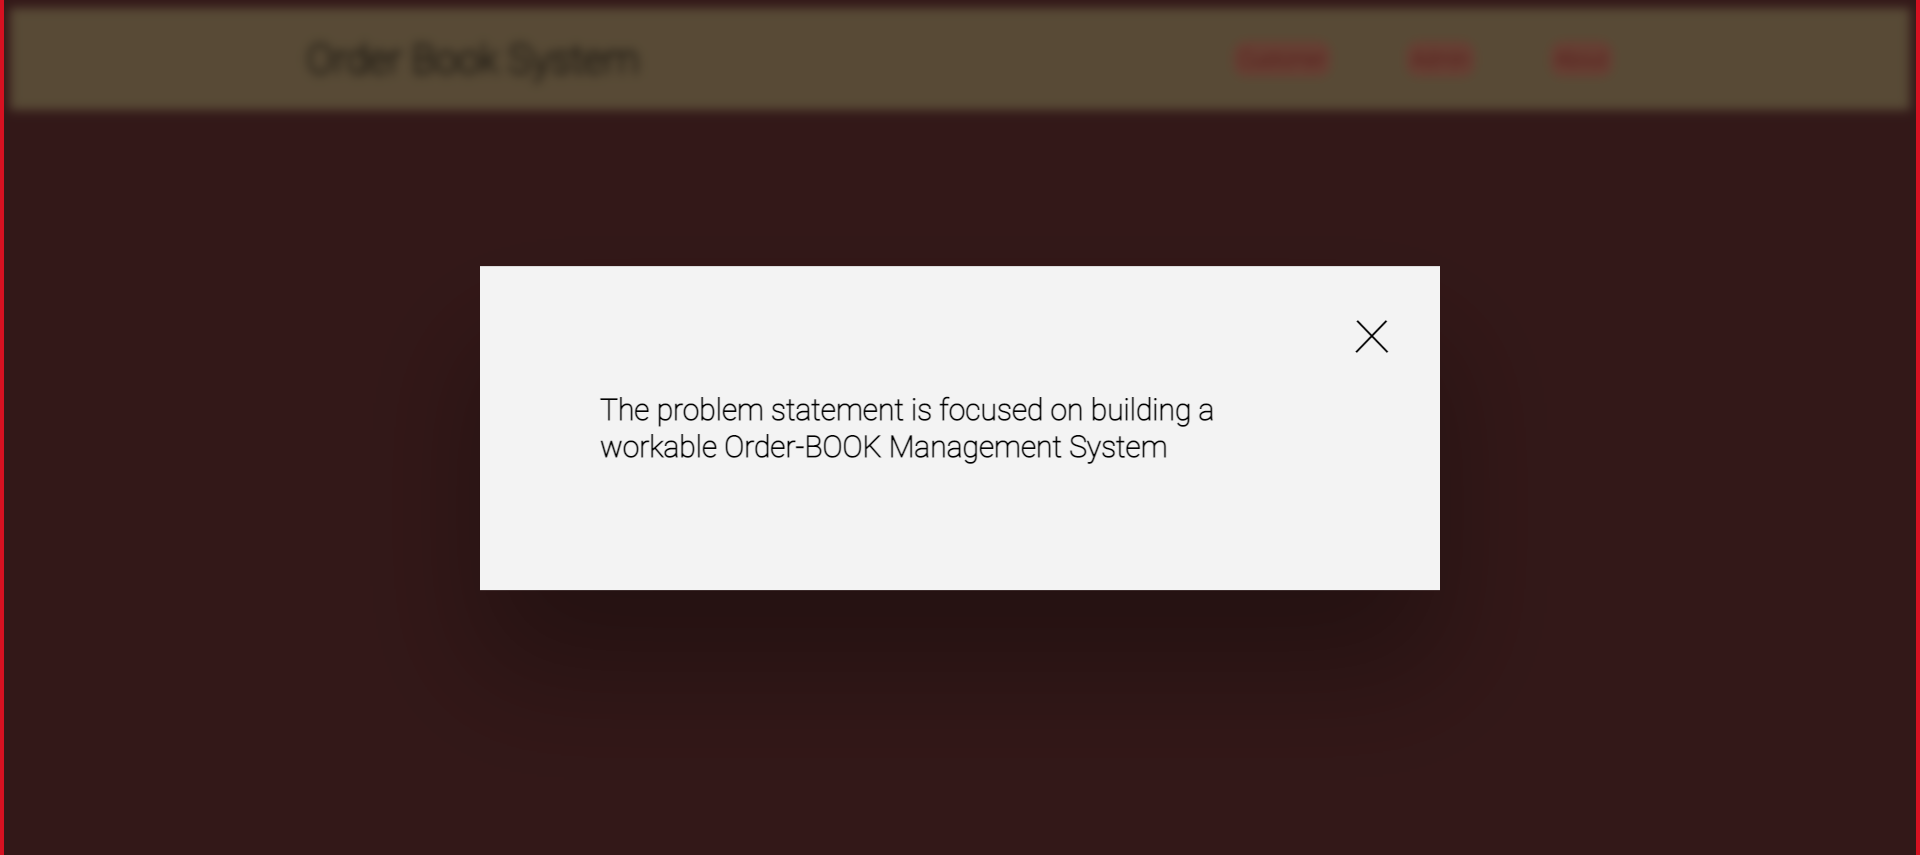 Order Book System
The problem statement is focused on building a
workable Order-BOOK Management System